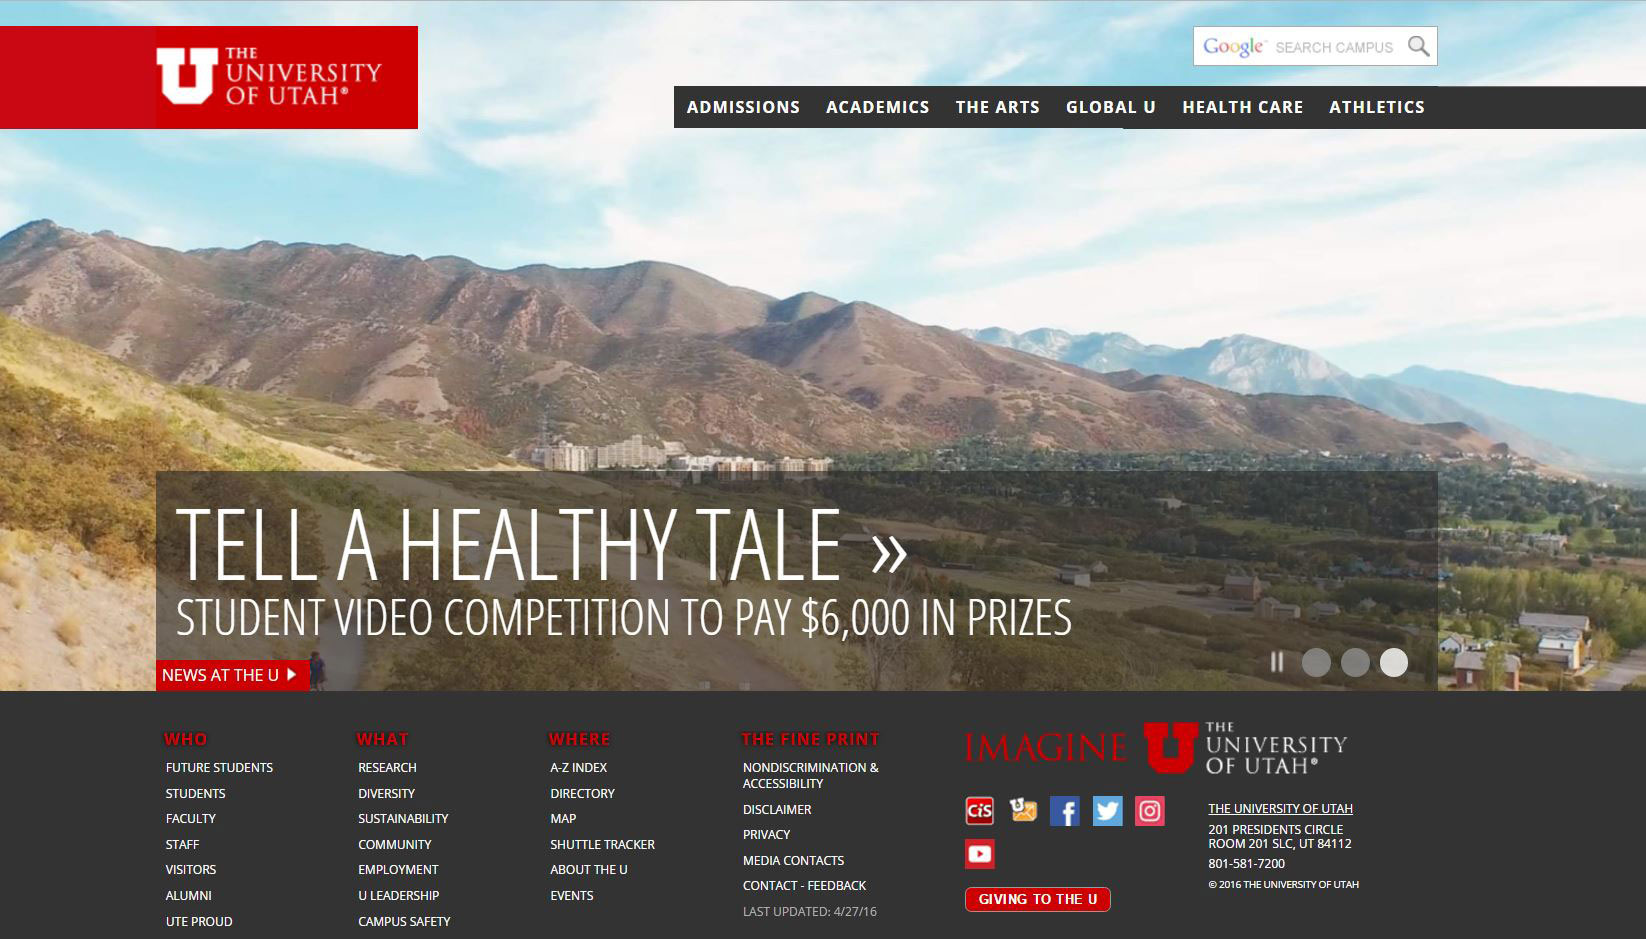 THE
UNIVERSITY
OF UTAH®
Google™ SEARCH CAMPUS
ADMISSIONS ACADEMICS THE ARTS GLOBAL U HEALTH CARE ATHLETICS
TELL A HEALTHY TALE »
STUDENT VIDEO COMPETITION TO PAY $6,000 IN PRIZES
NEWS AT THE U
WHO
FUTURE STUDENTS
STUDENTS
FACULTY
STAFF
VISITORS
ALUMNI
UTE PROUD
WHAT
RESEARCH
DIVERSITY
SUSTAINABILITY
COMMUNITY
EMPLOYMENT
U LEADERSHIP
CAMPUS SAFETY
WHERE
A-Z INDEX
DIRECTORY
MAP
SHUTTLE TRACKER
ABOUT THE U
EVENTS
THE FINE PRINT
NONDISCRIMINATION &
ACCESSIBILITY
DISCLAIMER
PRIVACY
MEDIA CONTACTS
CONTACT - FEEDBACK
LAST UPDATED: 4/27/16
IMAGINE U THE
UNIVERSITY
OF UTAH®
CiS
GIVING TO THE U
THE UNIVERSITY OF UTAH
201 PRESIDENTS CIRCLE
ROOM 201 SLC, UT 84112
801-581-7200
© 2016 THE UNIVERSITY OF UTAH